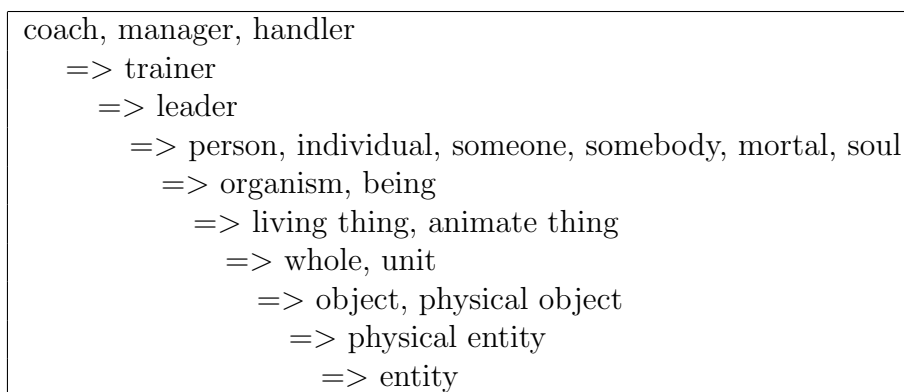 coach, manager, handler
=> trainer
=> leader
=> person, individual, someone, somebody, mortal, soul
=> organism, being
=> living thing, animate thing
=> whole, unit
=> object, physical object
=> physical entity
=> entity